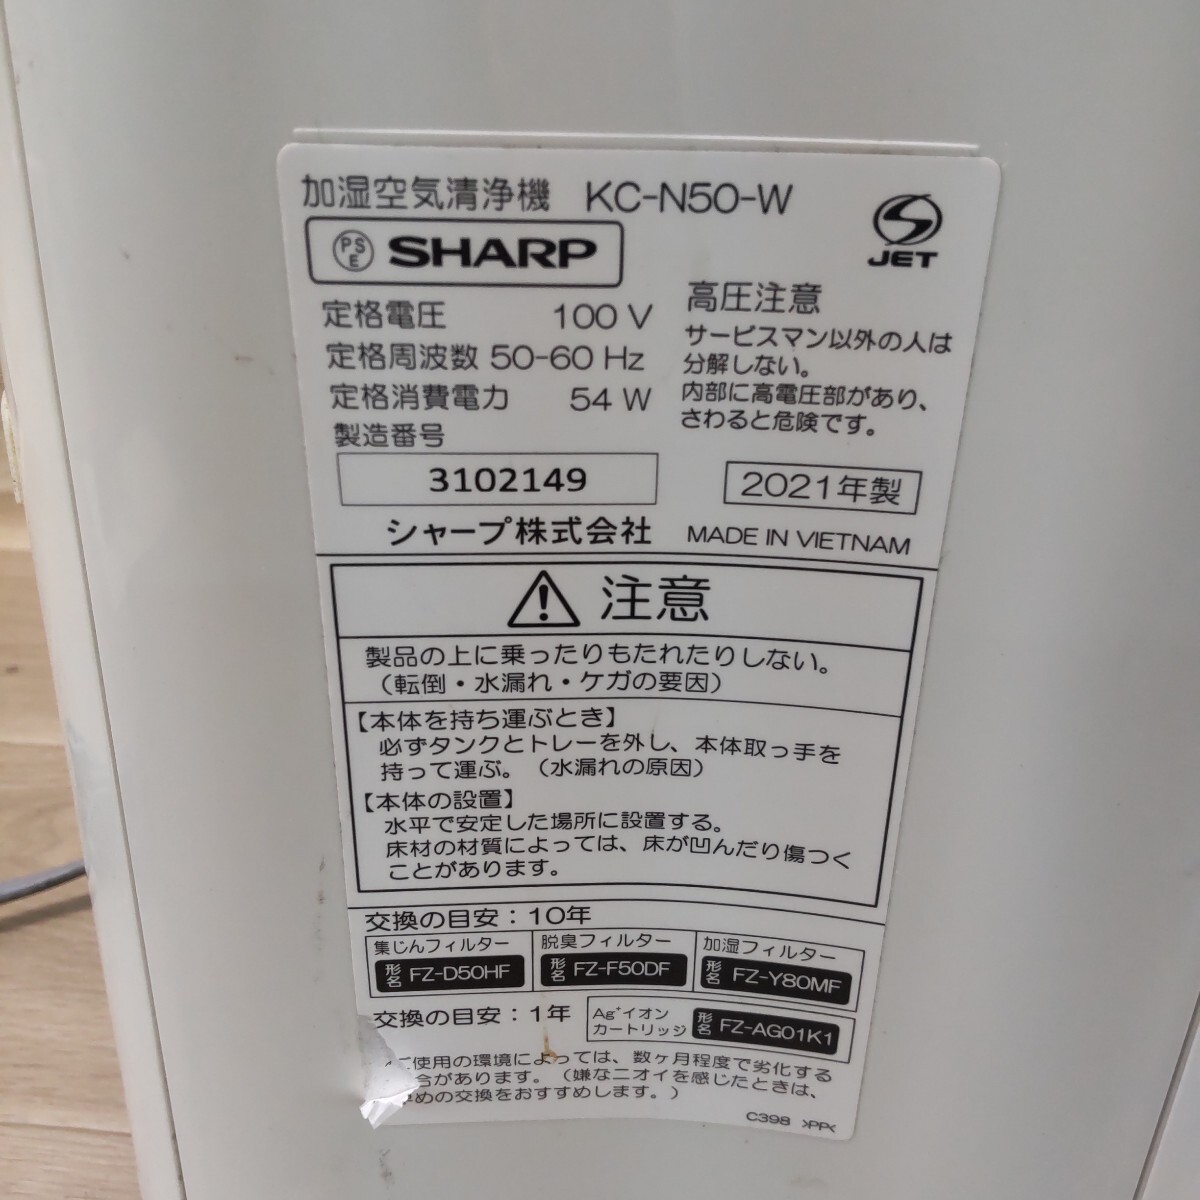 加湿空気清浄機 KC-N50-W
PSE SHARP
JET
定格電圧 100 V
定格周波数 50-60 Hz
定格消費電力 54 W
製造番号
3102149
高圧注意
サービスマン以外の人は
分解しない。
内部に高電圧部があり、
さわると危険です。
2021年製
シャープ株式会社 MADE IN VIETNAM
注意
製品の上に乗ったりもたれたりしない。
（転倒・水漏れ・ケガの要因）
【本体を持ち運ぶとき】
必ずタンクとトレーを外し、本体取っ手を
持って運ぶ。（水漏れの原因）
【本体の設置】
水平で安定した場所に設置する。
床材の材質によっては、床が凹んだり傷つく
ことがあります。
交換の目安：10年
集じんフィルター
形名 FZ-D50HF
脱臭フィルター
形名 FZ-F50DF
加湿フィルター
形名 FZ-Y80MF
交換の目安：1年
Ag⁺イオン
カートリッジ
形名 FZ-AG01K1
ご使用の環境によっては、数ヶ月程度で劣化する
合があります。（嫌なニオイを感じたときは、
めの交換をおすすめします。）
C398 >PP<